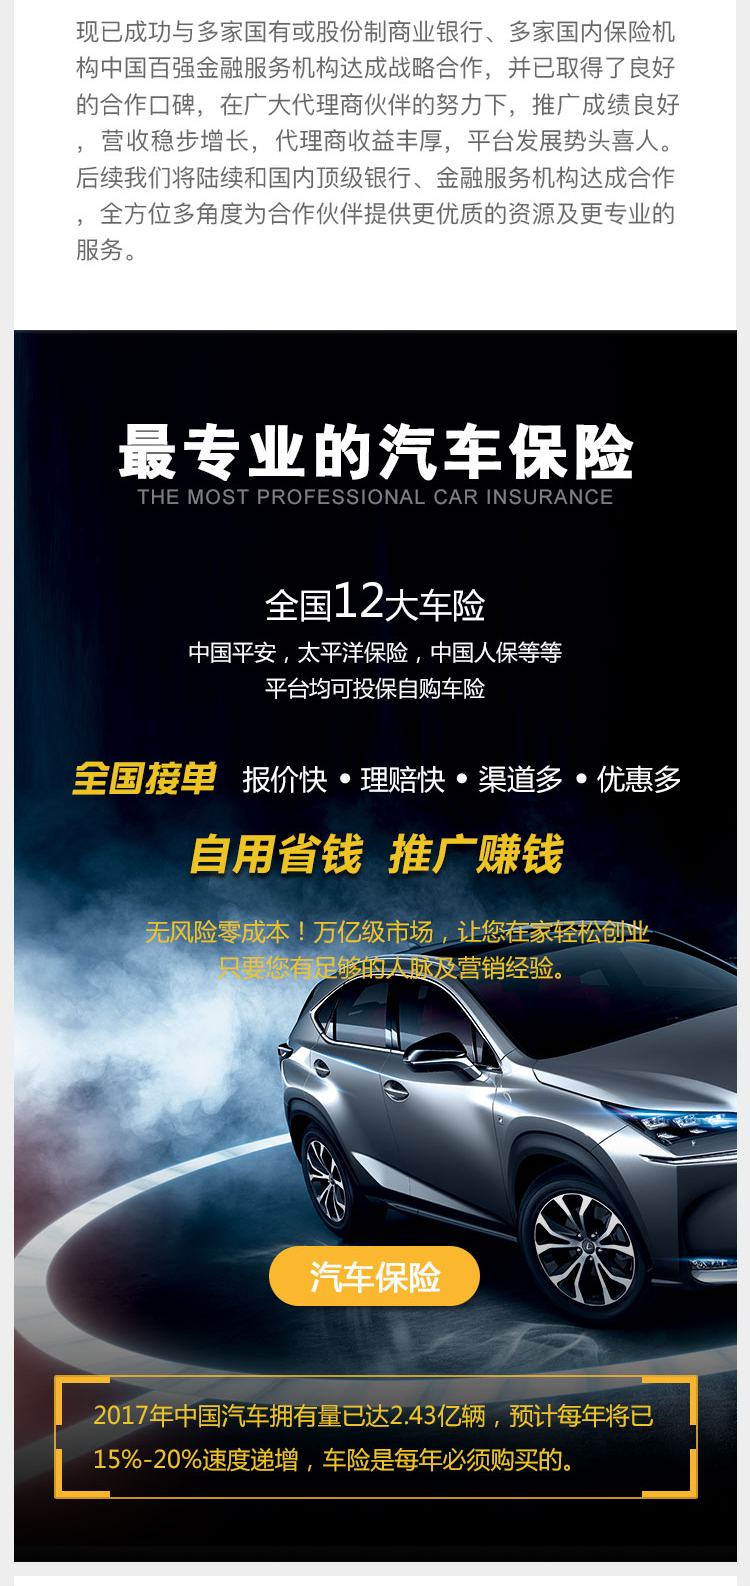 现已成功与多家国有或股份制商业银行、多家国内保险机
构中国百强金融服务机构达成战略合作，并已取得了良好
的合作口碑，在广大代理商伙伴的努力下，推广成绩良好
，营收稳步增长，代理商收益丰厚，平台发展势头喜人。
后续我们将陆续和国内顶级银行、金融服务机构达成合作
，全方位多角度为合作伙伴提供更优质的资源及更专业的
服务。
最专业的汽车保险
THE MOST PROFESSIONAL CAR INSURANCE
全国12大车险
中国平安，太平洋保险，中国人保等等
平台均可投保自购车险
全国接单 报价快•理赔快•渠道多•优惠多
自用省钱 推广赚钱
无风险零成本！万亿级市场，让您在家轻松创业
只要您有足够的人脉及营销经验。
汽车保险
2017年中国汽车拥有量已达2.43亿辆，预计每年将已
15%-20%速度递增，车险是每年必须购买的。